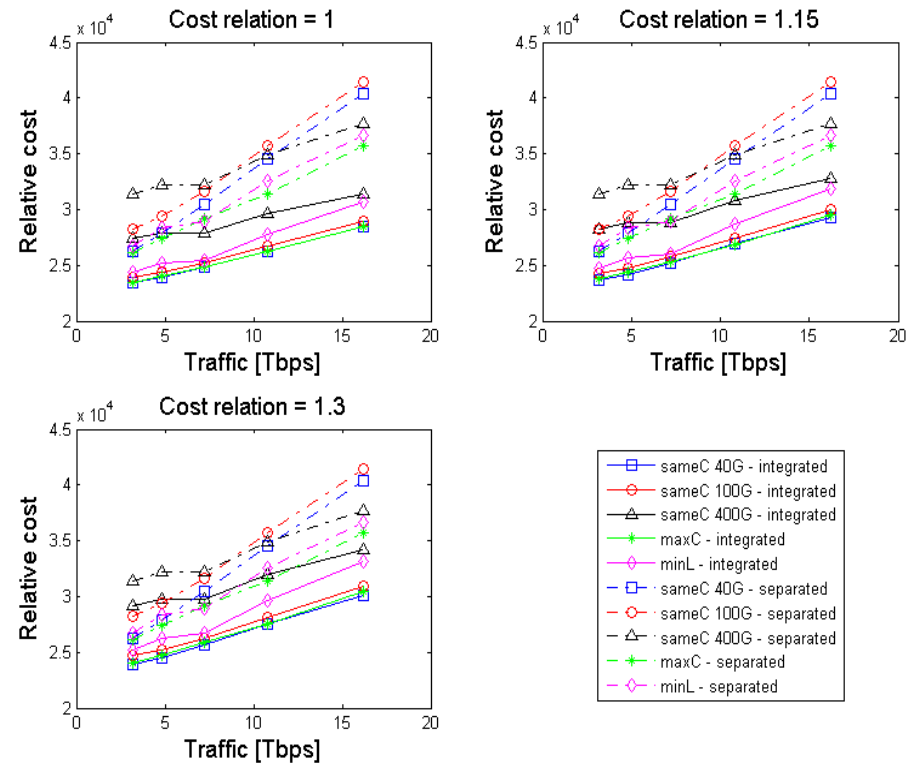 Cost relation = 1
x 10^4
4.5
4
3.5
3
2.5
2
0 5 10 15 20
Relative cost
Traffic [Tbps]
Cost relation = 1.15
x 10^4
4.5
4
3.5
3
2.5
2
0 5 10 15 20
Relative cost
Traffic [Tbps]
Cost relation = 1.3
x 10^4
4.5
4
3.5
3
2.5
2
0 5 10 15 20
Relative cost
Traffic [Tbps]
sameC 40G - integrated
sameC 100G - integrated
sameC 400G - integrated
maxC - integrated
minL - integrated
sameC 40G - separated
sameC 100G - separated
sameC 400G - separated
maxC - separated
minL - separated